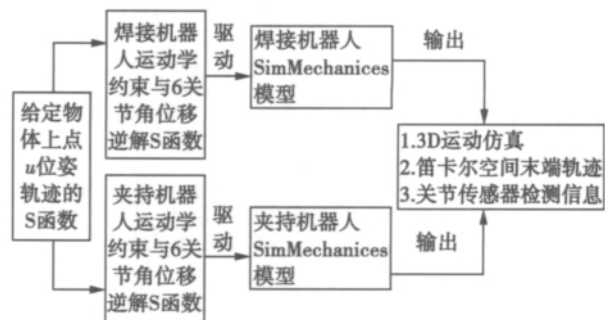 给定物
体上点
u位姿
轨迹的
S函数
焊接机器
人运动学
约束与6关
节角位移
逆解S函数
驱
动
焊接机器人
SimMechanices
模型
输出
夹持机器
人运动学
约束与6关
节角位移
逆解S函数
驱
动
夹持机器人
SimMechanices
模型
输出
1.3D运动仿真
2.笛卡尔空间末端轨迹
3.关节传感器检测信息